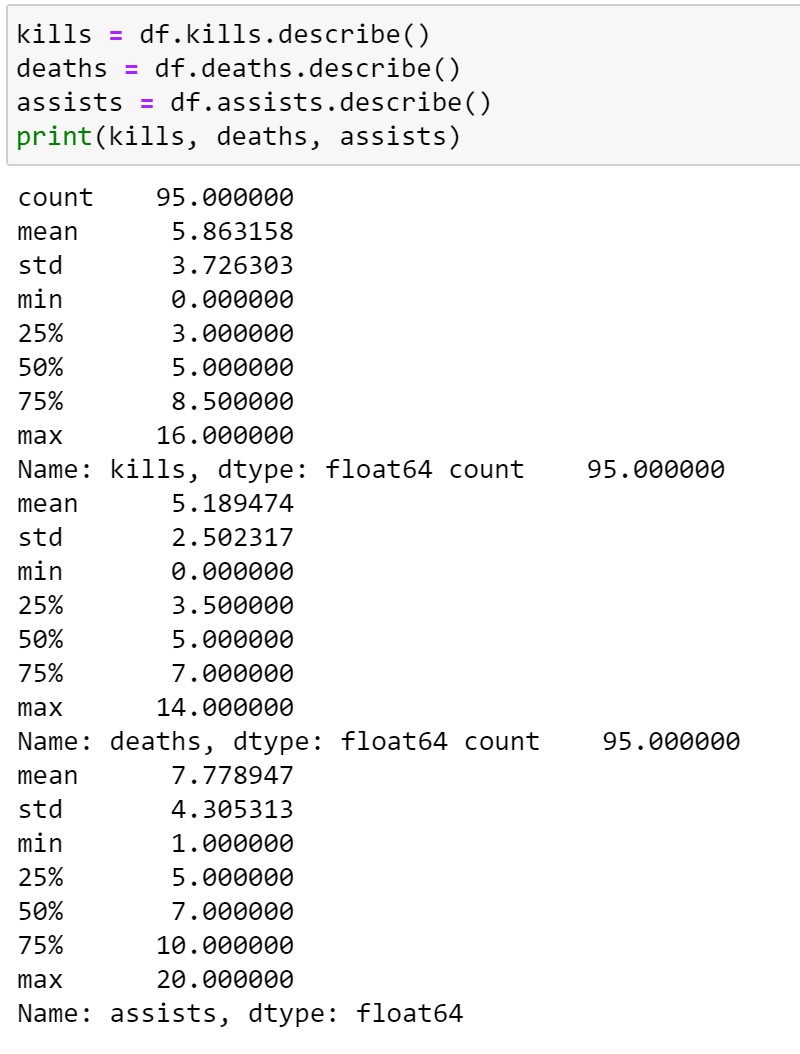 kills = df.kills.describe()
deaths = df.deaths.describe()
assists = df.assists.describe()
print(kills, deaths, assists)
count    95.000000
mean      5.863158
std       3.726303
min       0.000000
25%       3.000000
50%       5.000000
75%       8.500000
max      16.000000
Name: kills, dtype: float64 count    95.000000
mean      5.189474
std       2.502317
min       0.000000
25%       3.500000
50%       5.000000
75%       7.000000
max      14.000000
Name: deaths, dtype: float64 count    95.000000
mean      7.778947
std       4.305313
min       1.000000
25%       5.000000
50%       7.000000
75%      10.000000
max      20.000000
Name: assists, dtype: float64